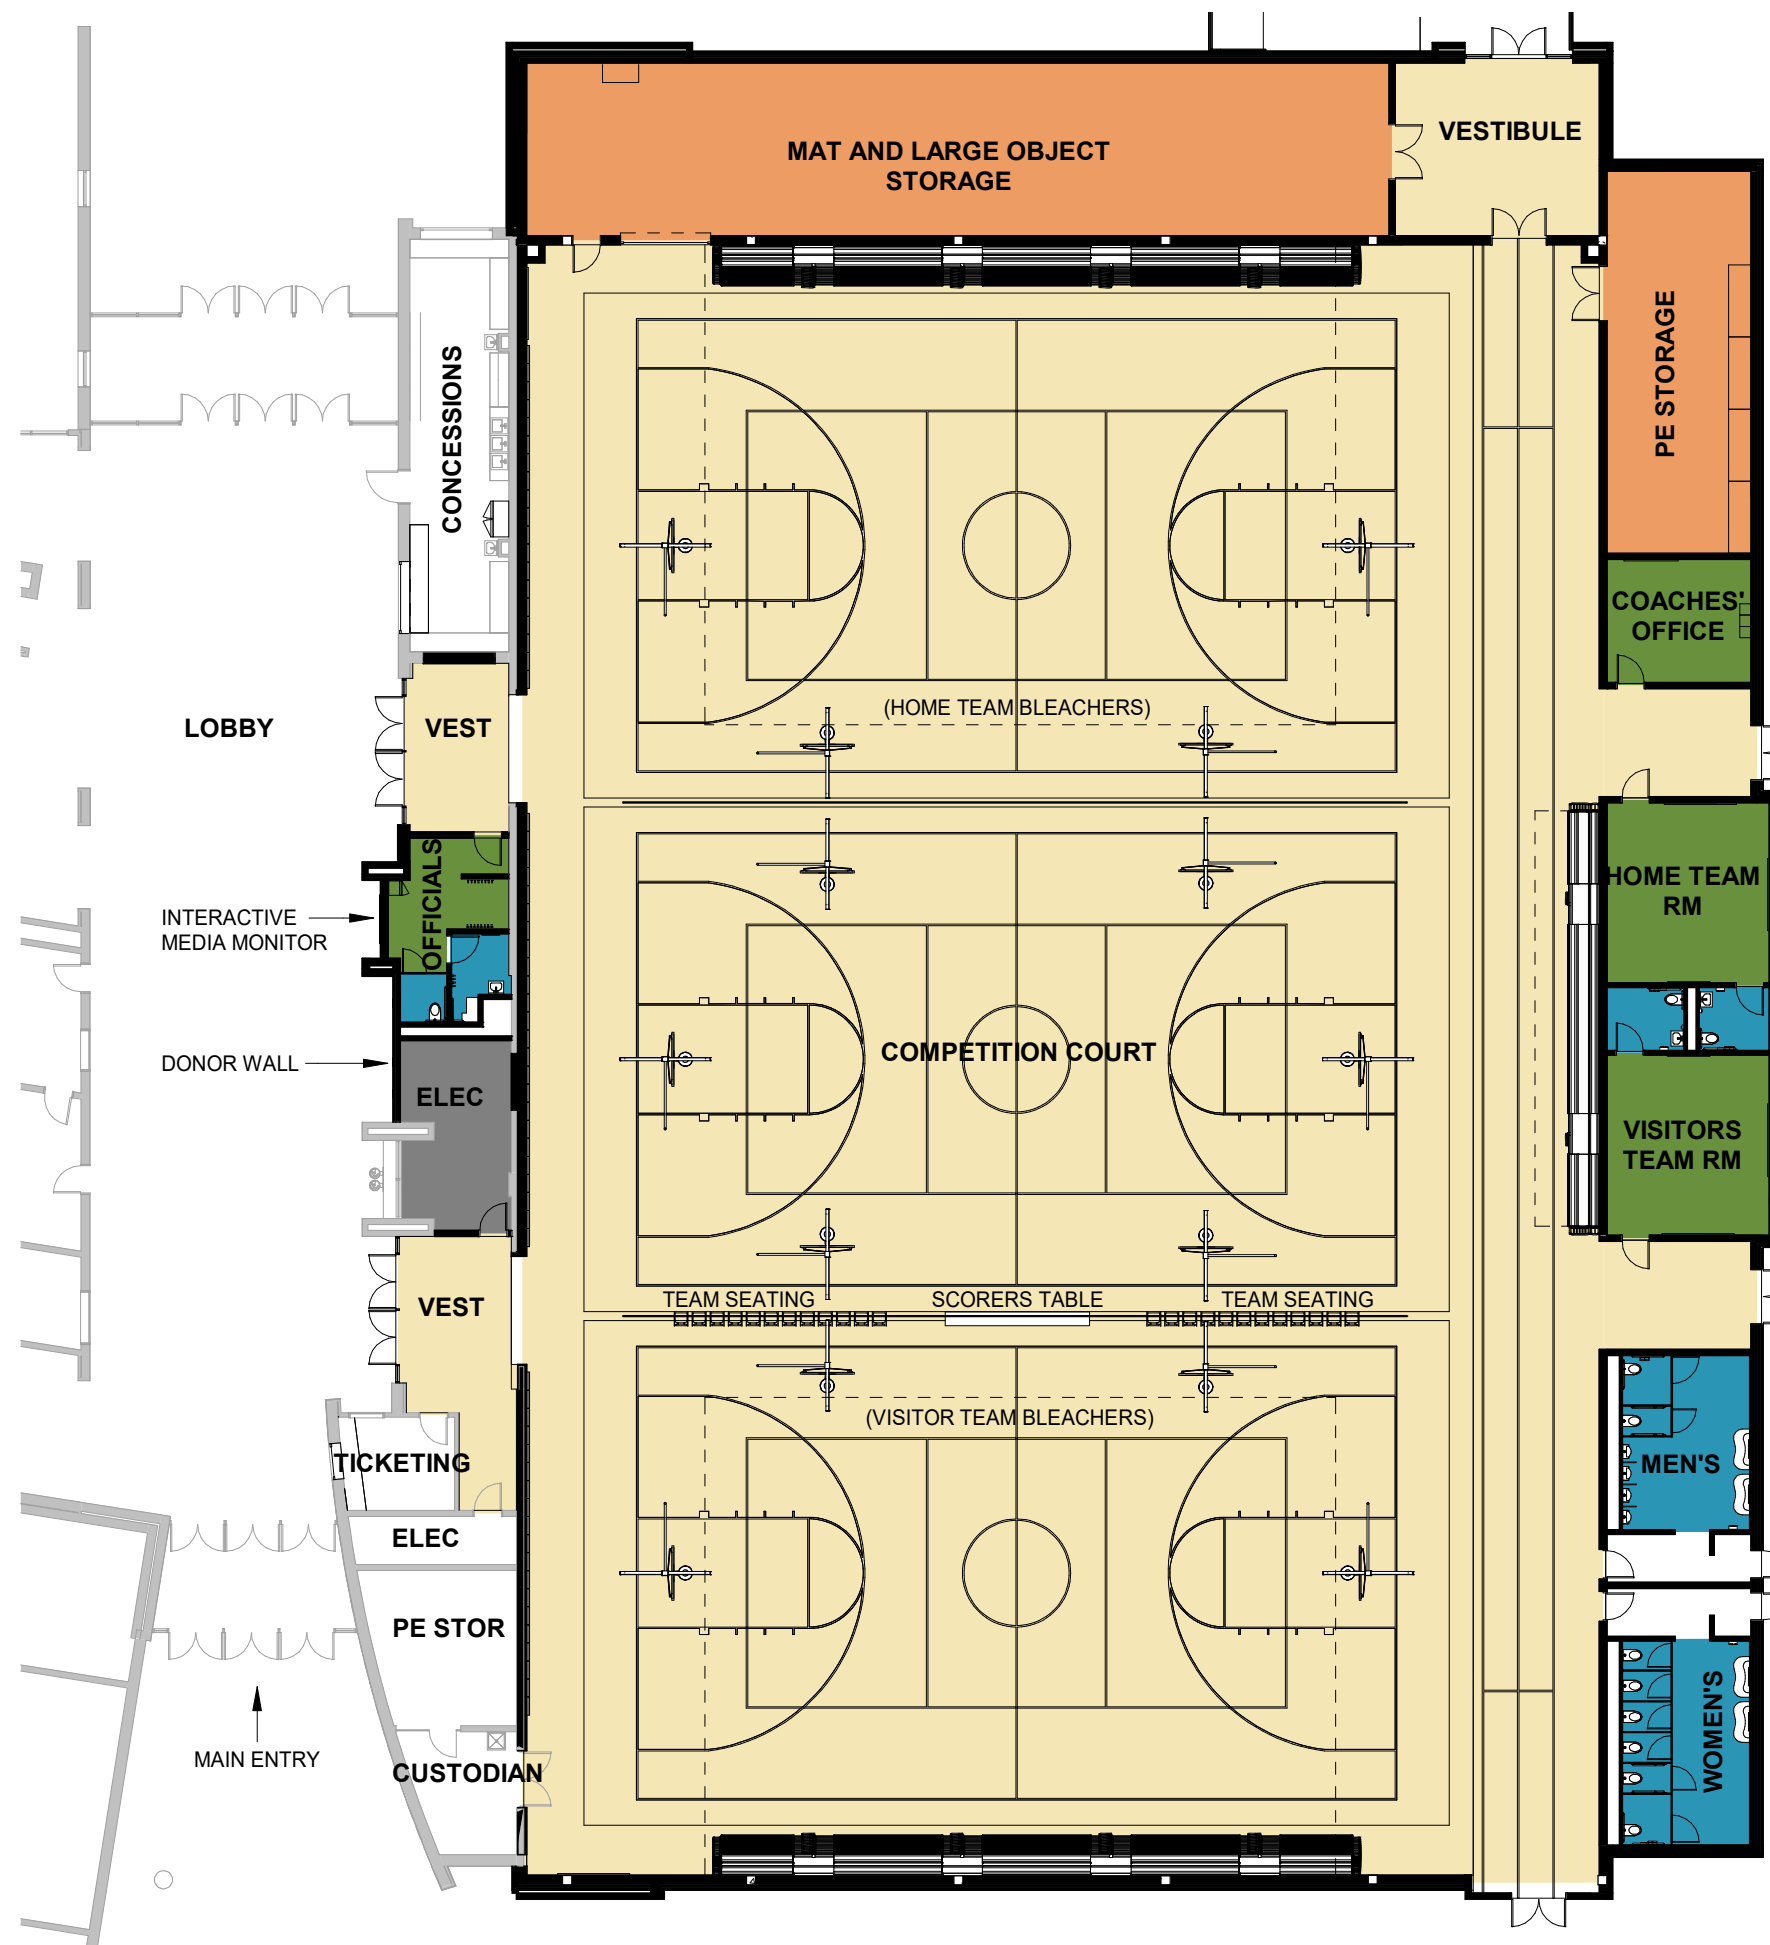 MAT AND LARGE OBJECT
STORAGE
VESTIBULE
PE STORAGE
CONCESSIONS
COACHES'
OFFICE
(HOME TEAM BLEACHERS)
LOBBY
VEST
OFFICIALS
INTERACTIVE
MEDIA MONITOR
HOME TEAM
RM
COMPETITION COURT
DONOR WALL
ELEC
VISITORS
TEAM RM
VEST
TEAM SEATING
SCORERS TABLE
TEAM SEATING
(VISITOR TEAM BLEACHERS)
TICKETING
MEN'S
ELEC
PE STOR
WOMEN'S
MAIN ENTRY
CUSTODIAN